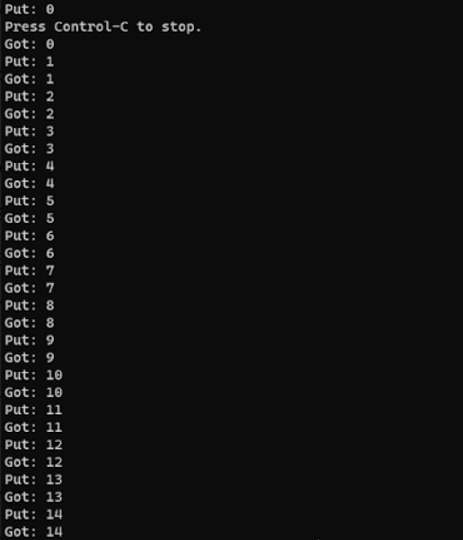 Put: 0
Press Control-C to stop.
Got: 0
Put: 1
Got: 1
Put: 2
Got: 2
Put: 3
Got: 3
Put: 4
Got: 4
Put: 5
Got: 5
Put: 6
Got: 6
Put: 7
Got: 7
Put: 8
Got: 8
Put: 9
Got: 9
Put: 10
Got: 10
Put: 11
Got: 11
Put: 12
Got: 12
Put: 13
Got: 13
Put: 14
Got: 14